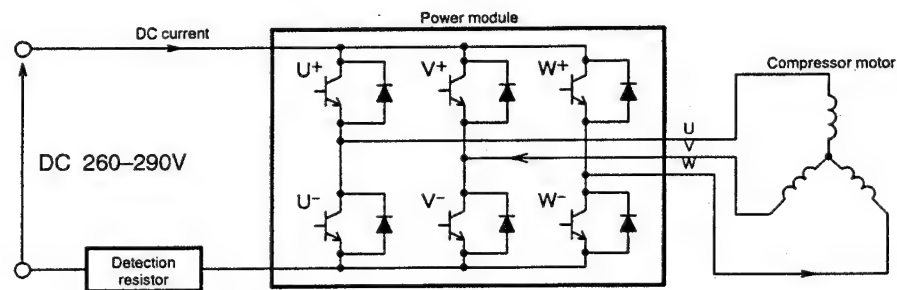 Power module
DC current
U+
V+
W+
Compressor motor
U
V
W
DC 260–290V
U−
V−
W−
Detection
resistor